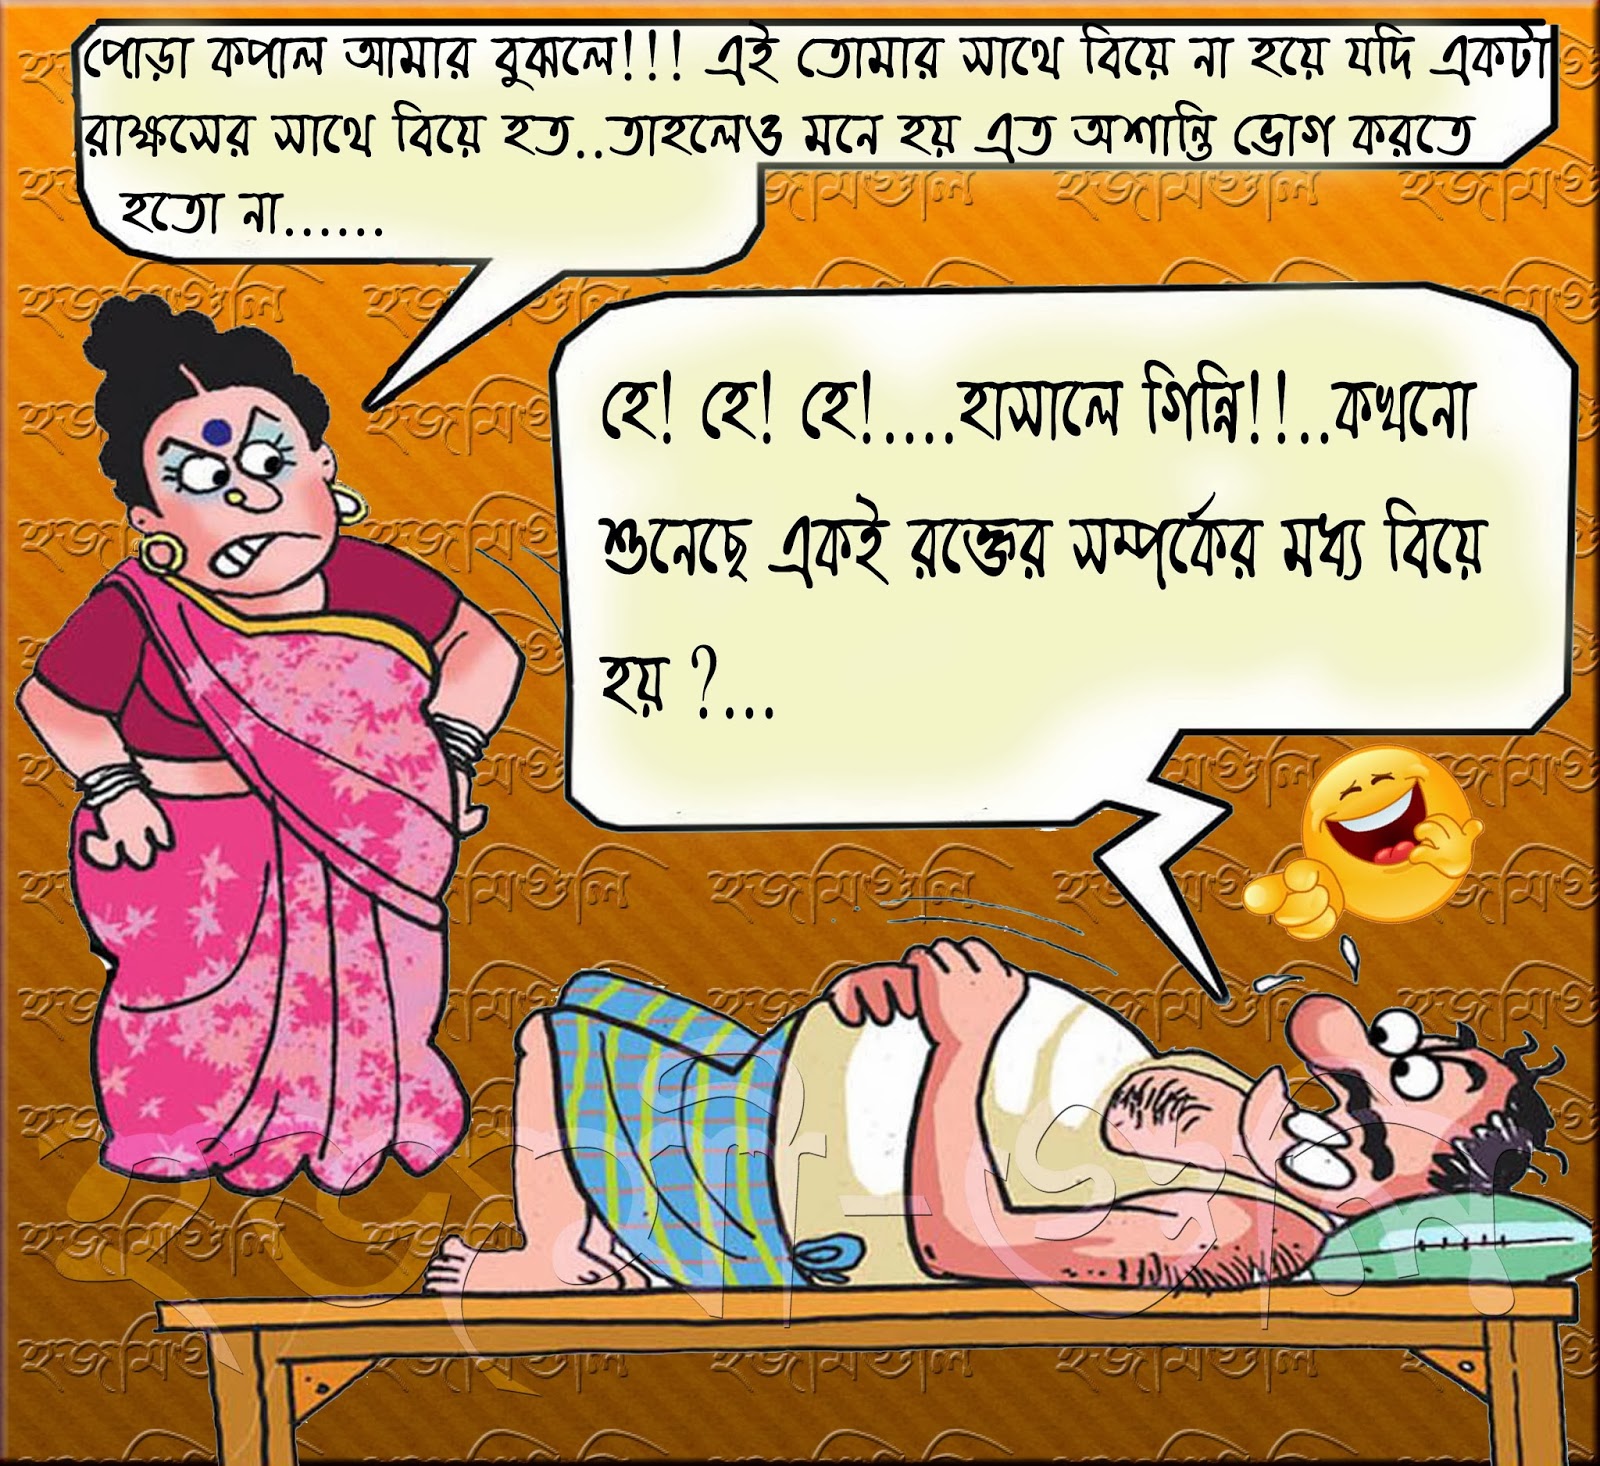 পোড়া কপাল আমার বুঝলে!!! এই তোমার সাথে বিয়ে না হয়ে যদি একটা
রাক্ষসের সাথে বিয়ে হত..তাহলেও মনে হয় এত অশান্তি ভোগ করতে
হতো না......
হে! হে! হে!....হাসালে গিন্নি!!..কখনো
শুনেছে একই রক্তের সম্পর্কের মধ্য বিয়ে
হয় ?...